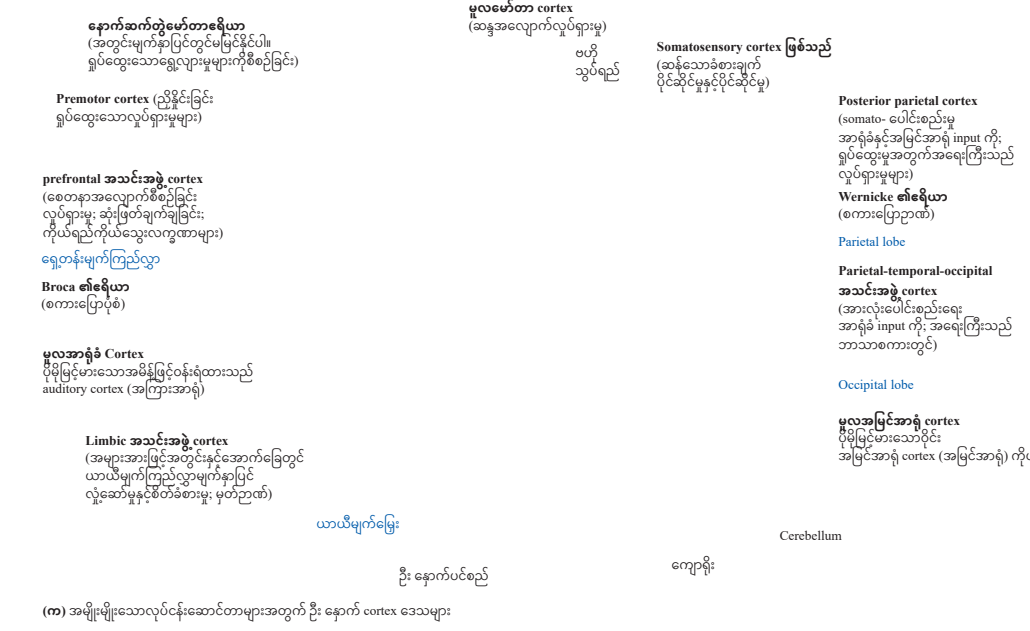 နောက်ဆက်တွဲမော်တာဧရိယာ
(အတွင်းမျက်နှာပြင်တွင်မမြင်နိုင်ပါ။
ရှုပ်ထွေးသောရွေ့လျားမှုများကိုစီစဉ်ခြင်း)
Premotor cortex (ညှိနှိုင်းခြင်း
ရှုပ်ထွေးသောလှုပ်ရှားမှုများ)
prefrontal အသင်းအဖွဲ့ cortex
(စေတနာအလျောက်စီစဉ်ခြင်း
လှုပ်ရှားမှု; ဆုံးဖြတ်ချက်ချခြင်း;
ကိုယ်ရည်ကိုယ်သွေးလက္ခဏာများ)
ရှေ့တန်းမျက်ကြည်လွှာ
Broca ၏ဧရိယာ
(စကားပြောပုံစံ)
မူလအာရုံခံ Cortex
ပိုမိုမြင့်မားသောအမိန့်ဖြင့်ဝန်းရံထားသည်
auditory cortex (အကြားအာရုံ)
Limbic အသင်းအဖွဲ့ cortex
(အများအားဖြင့်အတွင်းနှင့်အောက်ခြေတွင်
ယာယီမျက်ကြည်လွှာမျက်နှာပြင်
လှုံ့ဆော်မှုနှင့်စိတ်ခံစားမှု; မှတ်ဉာဏ်)
ယာယီမျက်မြှေး
မူလမော်တာ cortex
(ဆန္ဒအလျောက်လှုပ်ရှားမှု)
ဗဟို
သွပ်ရည်
Somatosensory cortex ဖြစ်သည်
(ဆန်သောခံစားချက်
ပိုင်ဆိုင်မှုနှင့်ပိုင်ဆိုင်မှု)
Posterior parietal cortex
(somato- ပေါင်းစည်းမှု
အာရုံခံနှင့်အမြင်အာရုံ input ကို;
ရှုပ်ထွေးမှုအတွက်အရေးကြီးသည်
လှုပ်ရှားမှုများ)
Wernicke ၏ဧရိယာ
(စကားပြောဉာဏ်)
Parietal lobe
Parietal-temporal-occipital
အသင်းအဖွဲ့ cortex
(အားလုံးပေါင်းစည်းရေး
အာရုံခံ input ကို; အရေးကြီးသည်
ဘာသာစကားတွင်)
Occipital lobe
မူလအမြင်အာရုံ cortex
ပိုမိုမြင့်မားသောဝိုင်း
အမြင်အာရုံ cortex (အမြင်အာရုံ)
Cerebellum
ကျောရိုး
ဦး နှောက်ပင်စည်
(က) အမျိုးမျိုးသောလုပ်ငန်းဆောင်တာများအတွက် ဦး နှောက် cortex ဒေသများ